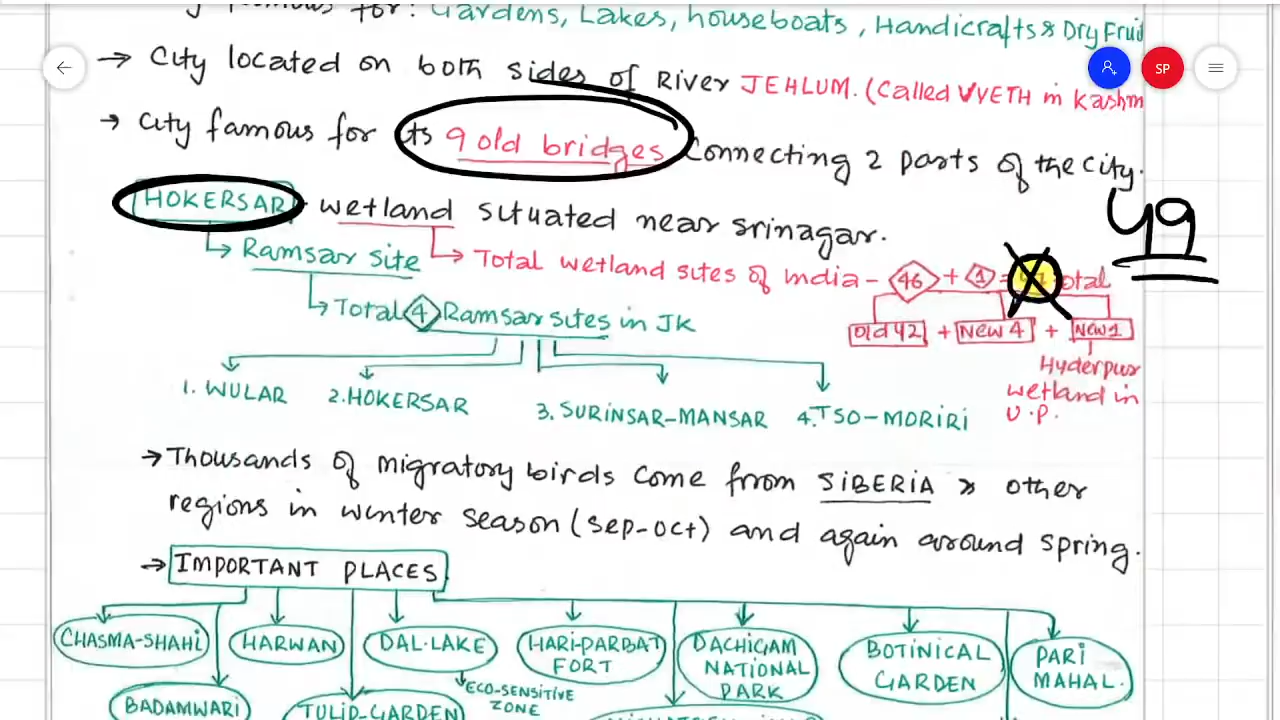 famous for: Gardens, Lakes, houseboats, Handicrafts & Dry Fruit
→ City located on both sides of River JEHLUM. (Called VVETH in Kashm
SP
→ City famous for its 9 old bridges connecting 2 parts of the city.
HOKERSAR - wetland situated near srinagar.
49
Ramsar site
Total wetland sites of india - 46 + 1 = total
Total 4 Ramsar sites in JK
Old 42 + New 4 + New 1
Hyderpur
wetland in
U.P.
1. WULAR 2. HOKERSAR 3. SURINSAR-MANSAR 4. TSO-MORIRI
→ Thousands of migratory birds come from SIBERIA & other
regions in winter season (sep-oct) and again around spring.
→ IMPORTANT PLACES
CHASMA-SHAHI HARWAN DAL-LAKE HARI-PARBAT FORT DACHIGAM NATIONAL PARK BOTINICAL GARDEN PARI MAHAL.
ECO-SENSITIVE
ZONE
BADAMWARI TULIP-GARDEN